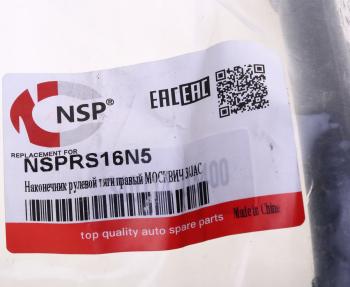 NSP®
EAC EAC
REPLACEMENT FOR
NSPRS16N5
Наконечник рулевой тяги правый МОСКВИЧ 3/JAC
Made in China
top quality auto spare parts